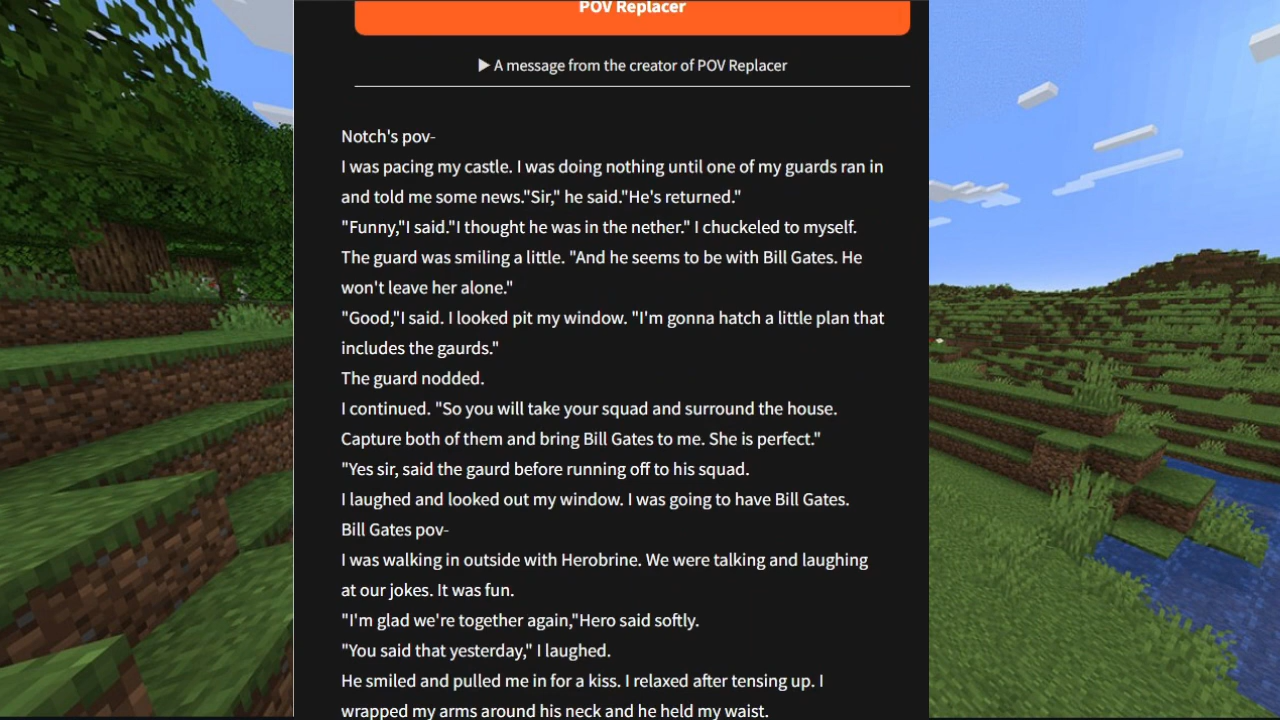 POV Replacer
▶ A message from the creator of POV Replacer
Notch's pov-
I was pacing my castle. I was doing nothing until one of my guards ran in
and told me some news."Sir," he said."He's returned."
"Funny,"I said."I thought he was in the nether." I chuckeled to myself.
The guard was smiling a little. "And he seems to be with Bill Gates. He
won't leave her alone."
"Good,"I said. I looked pit my window. "I'm gonna hatch a little plan that
includes the gaurds."
The guard nodded.
I continued. "So you will take your squad and surround the house.
Capture both of them and bring Bill Gates to me. She is perfect."
"Yes sir, said the gaurd before running off to his squad.
I laughed and looked out my window. I was going to have Bill Gates.
Bill Gates pov-
I was walking in outside with Herobrine. We were talking and laughing
at our jokes. It was fun.
"I'm glad we're together again,"Hero said softly.
"You said that yesterday," I laughed.
He smiled and pulled me in for a kiss. I relaxed after tensing up. I
wrapped my arms around his neck and he held my waist.